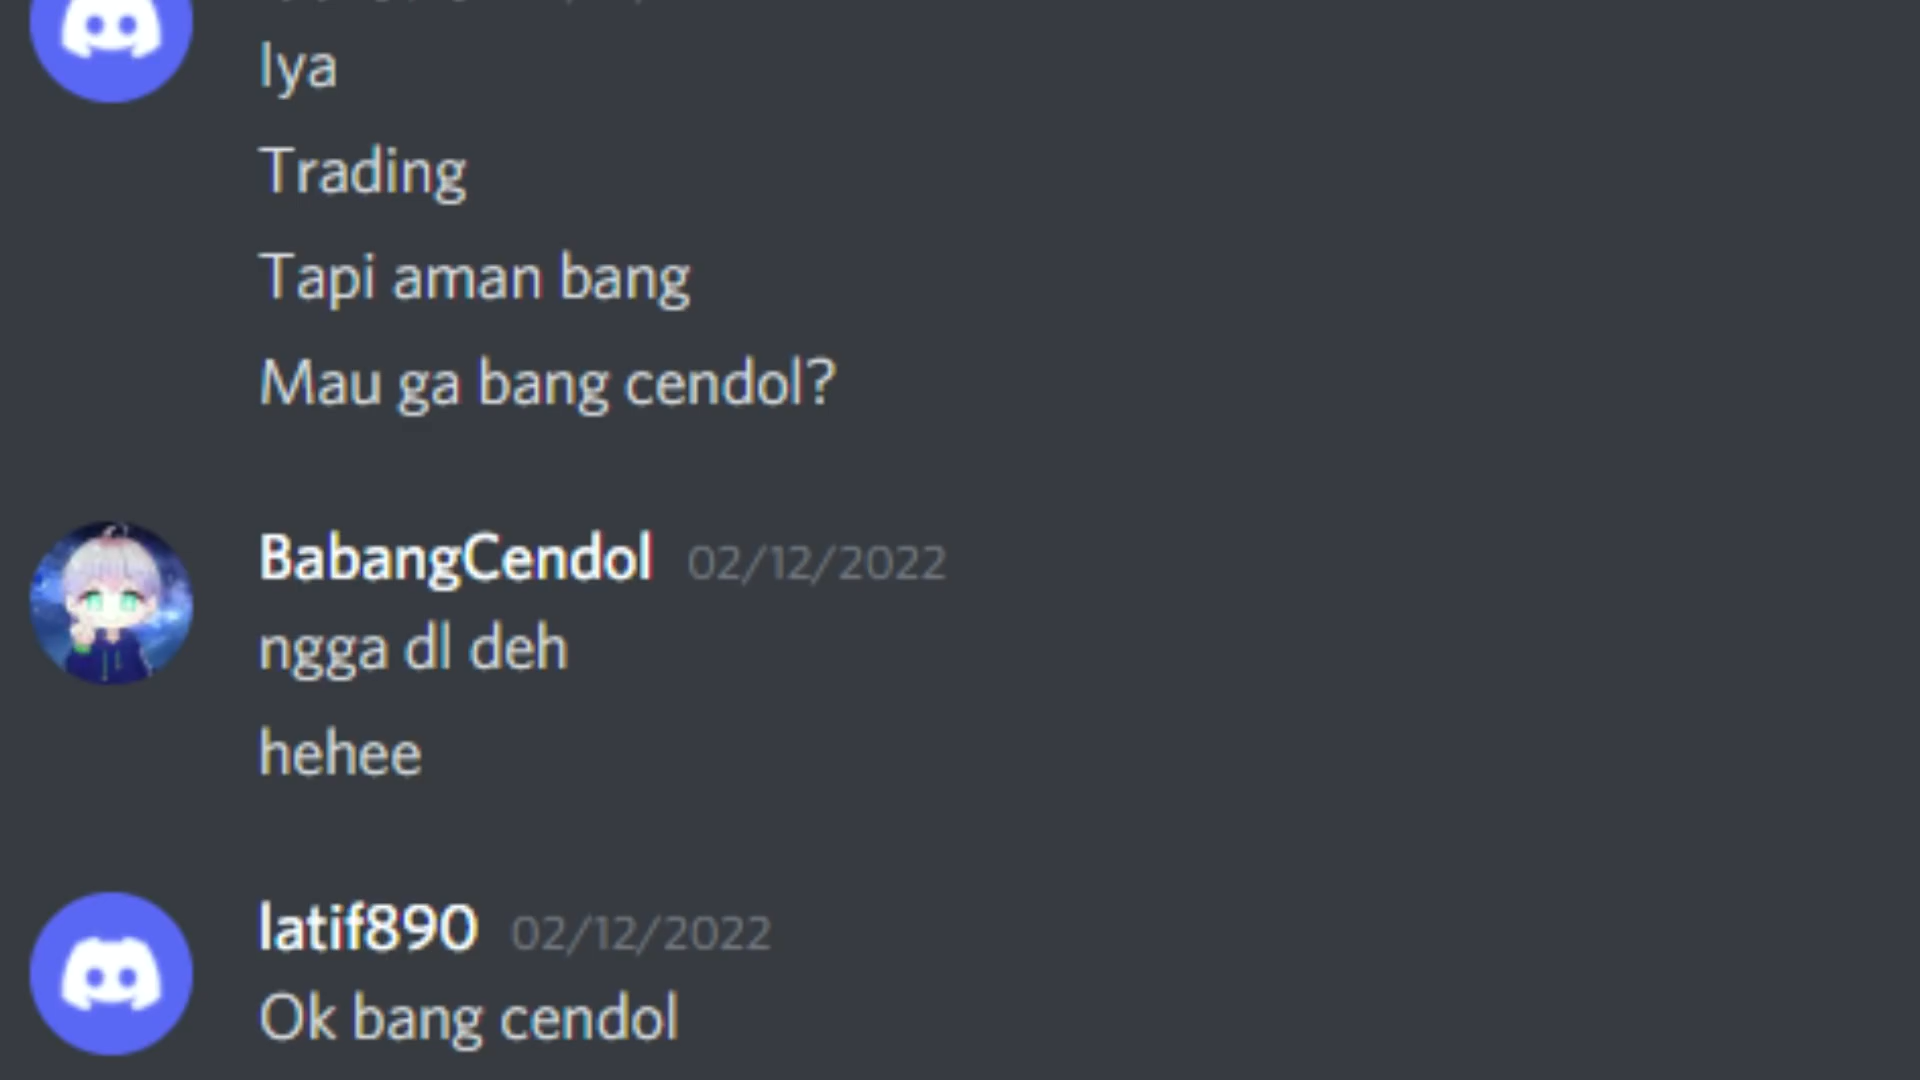 Iya
Trading
Tapi aman bang
Mau ga bang cendol?
BabangCendol 02/12/2022
ngga dl deh
hehee
latif890 02/12/2022
Ok bang cendol